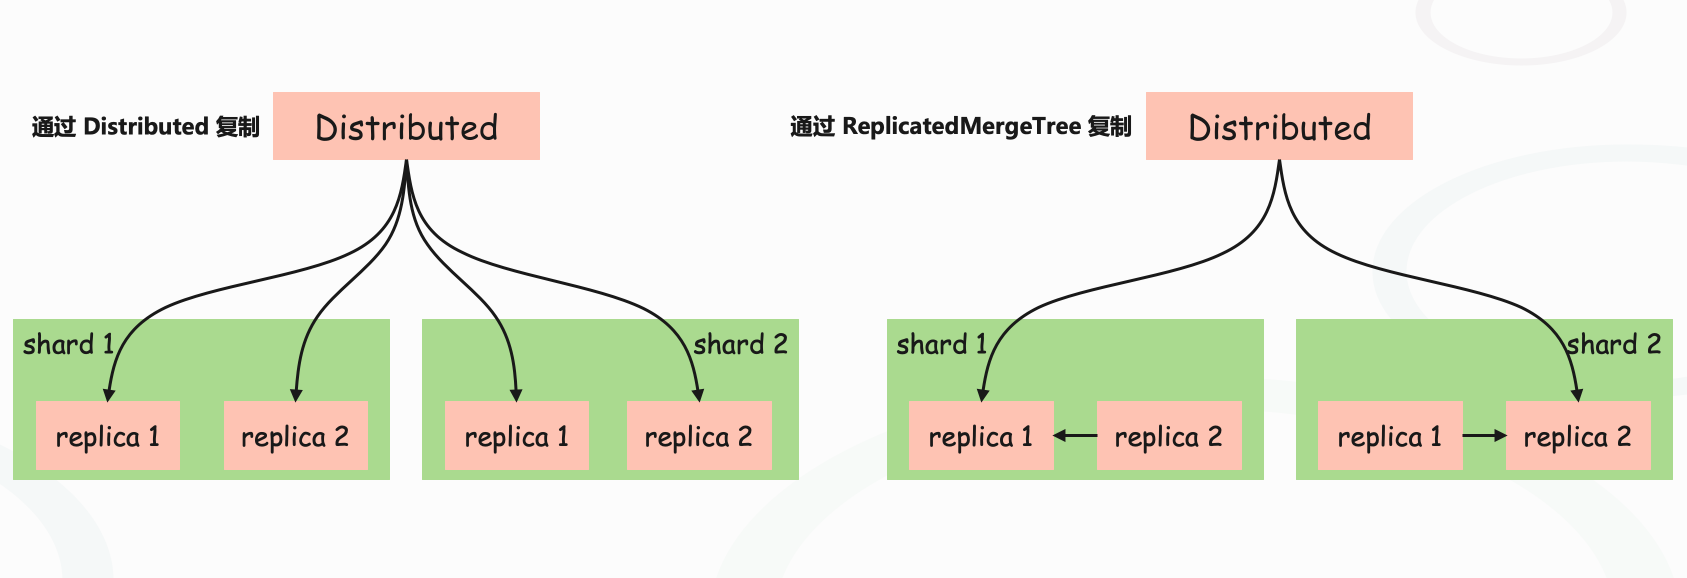 通过 Distributed 复制
Distributed
shard 1
replica 1
replica 2
shard 2
replica 1
replica 2
通过 ReplicatedMergeTree 复制
Distributed
shard 1
replica 1
replica 2
shard 2
replica 1
replica 2